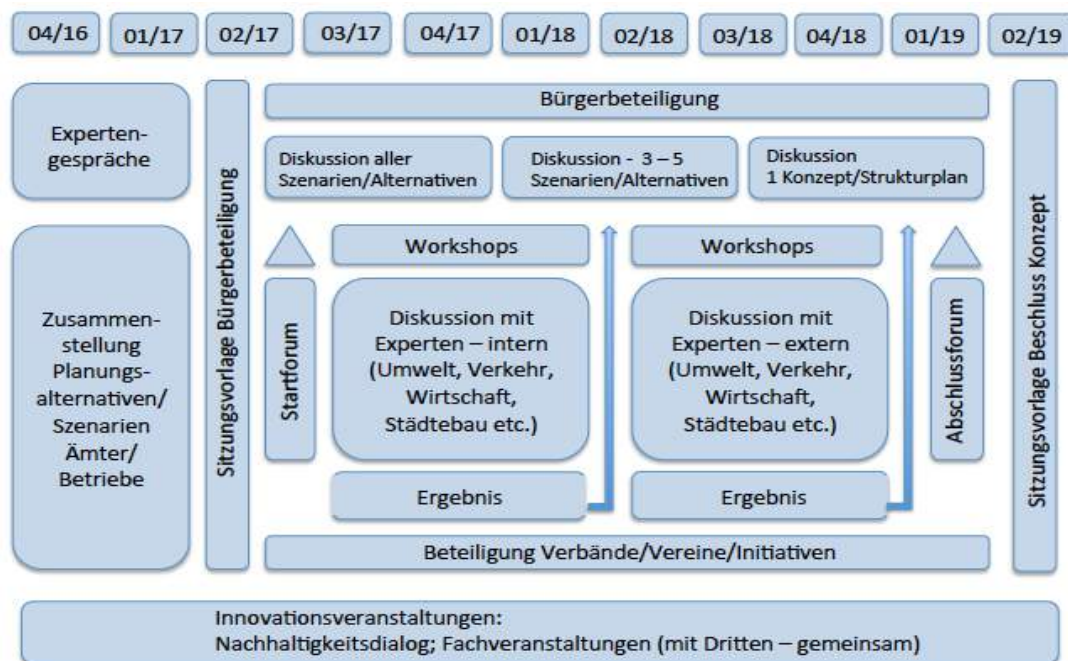 04/16
01/17
02/17
03/17
04/17
01/18
02/18
03/18
04/18
01/19
02/19
Experten-
gespräche
Zusammen-
stellung
Planungs-
alternativen/
Szenarien
Ämter/
Betriebe
Sitzungsvorlage Bürgerbeteiligung
Bürgerbeteiligung
Diskussion aller
Szenarien/Alternativen
Diskussion - 3 – 5
Szenarien/Alternativen
Diskussion
1 Konzept/Strukturplan
Startforum
Workshops
Diskussion mit
Experten – intern
(Umwelt, Verkehr,
Wirtschaft,
Städtebau etc.)
Ergebnis
Workshops
Diskussion mit
Experten – extern
(Umwelt, Verkehr,
Wirtschaft,
Städtebau etc.)
Ergebnis
Abschlussforum
Beteiligung Verbände/Vereine/Initiativen
Sitzungsvorlage Beschluss Konzept
Innovationsveranstaltungen:
Nachhaltigkeitsdialog; Fachveranstaltungen (mit Dritten – gemeinsam)